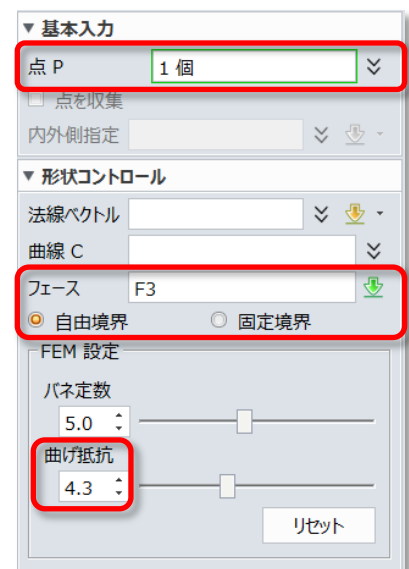 ▼ 基本入力
点 P 1 個
点を収集
内外側指定
▼ 形状コントロール
法線ベクトル
曲線 C
フェース F3
自由境界 固定境界
FEM 設定
バネ定数
5.0
曲げ抵抗
4.3
リセット